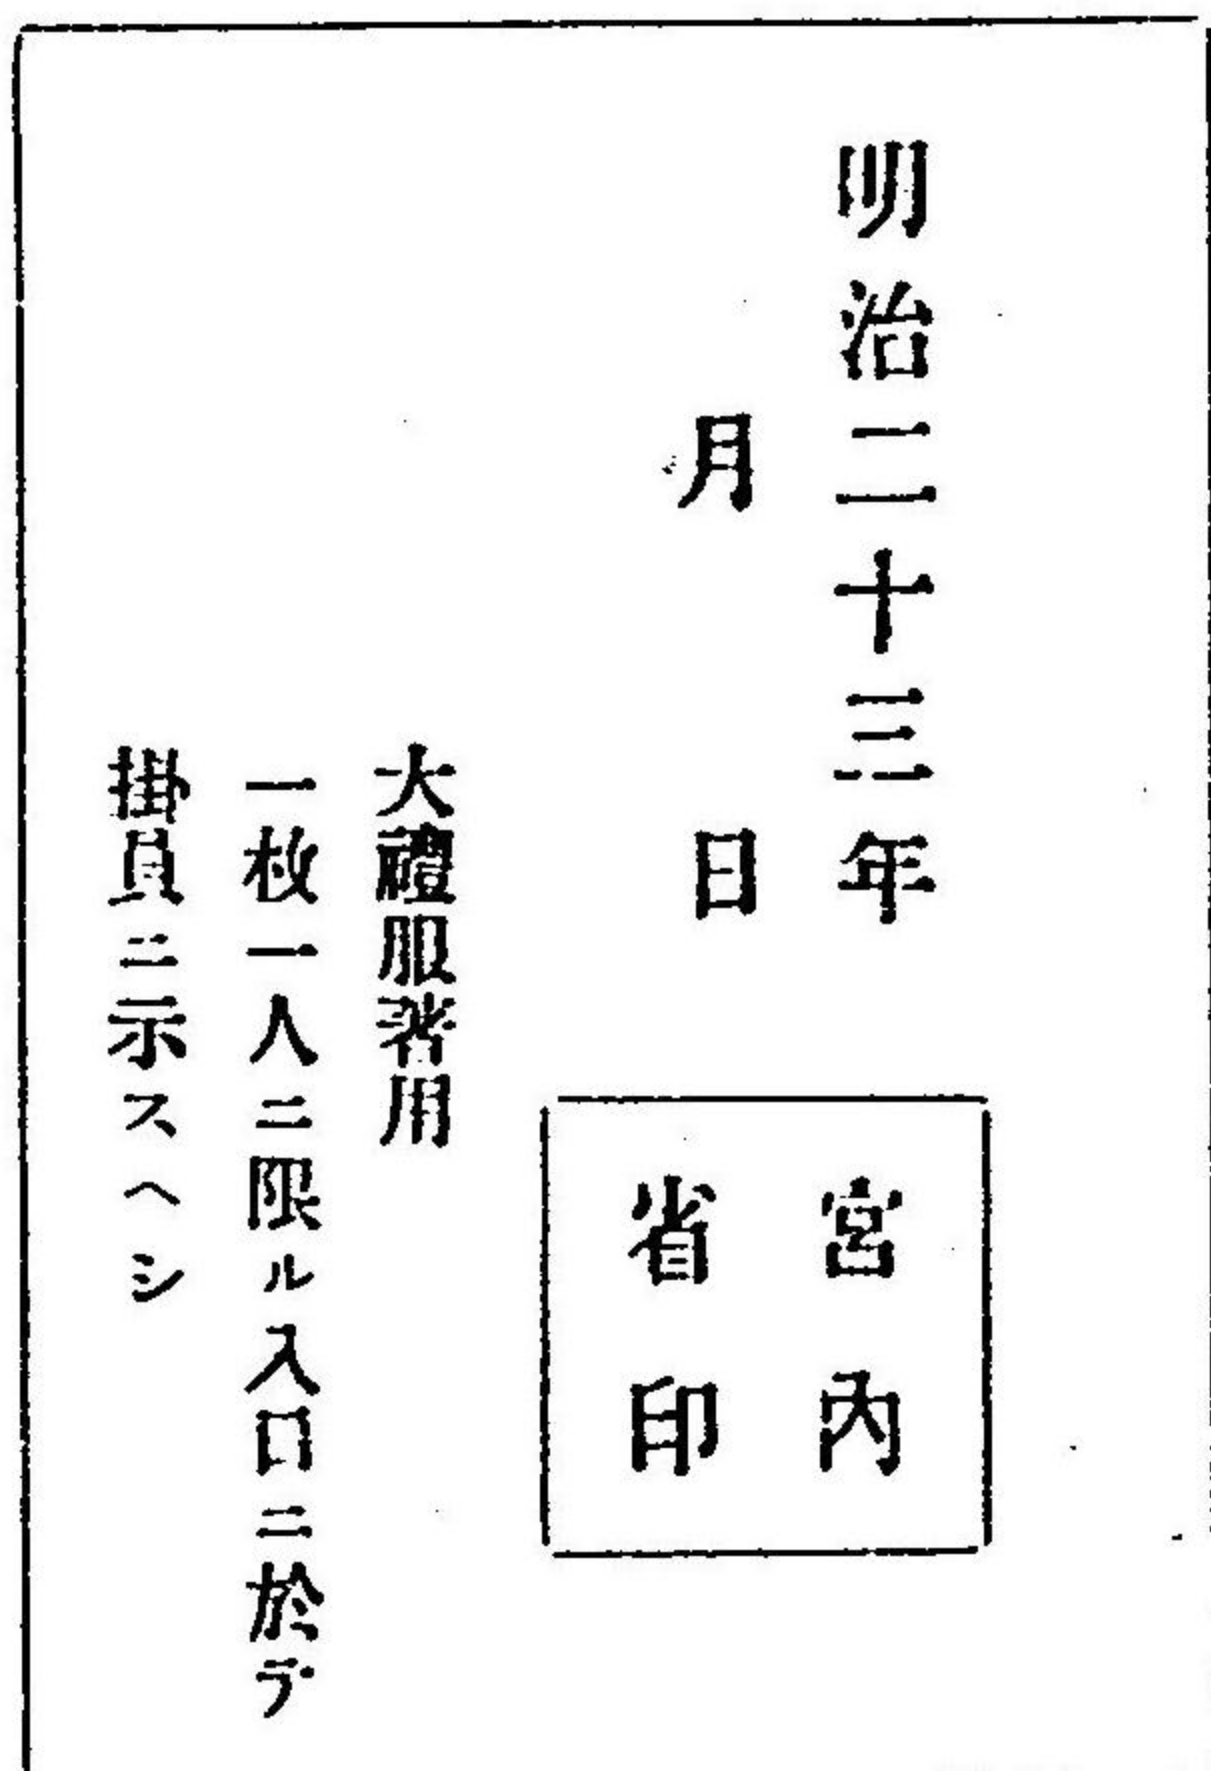 明治二十三年
月 日
宮內
省印
大禮服著用
一枚一人ニ限ル入口ニ於テ
掛員ニ示スヘシ